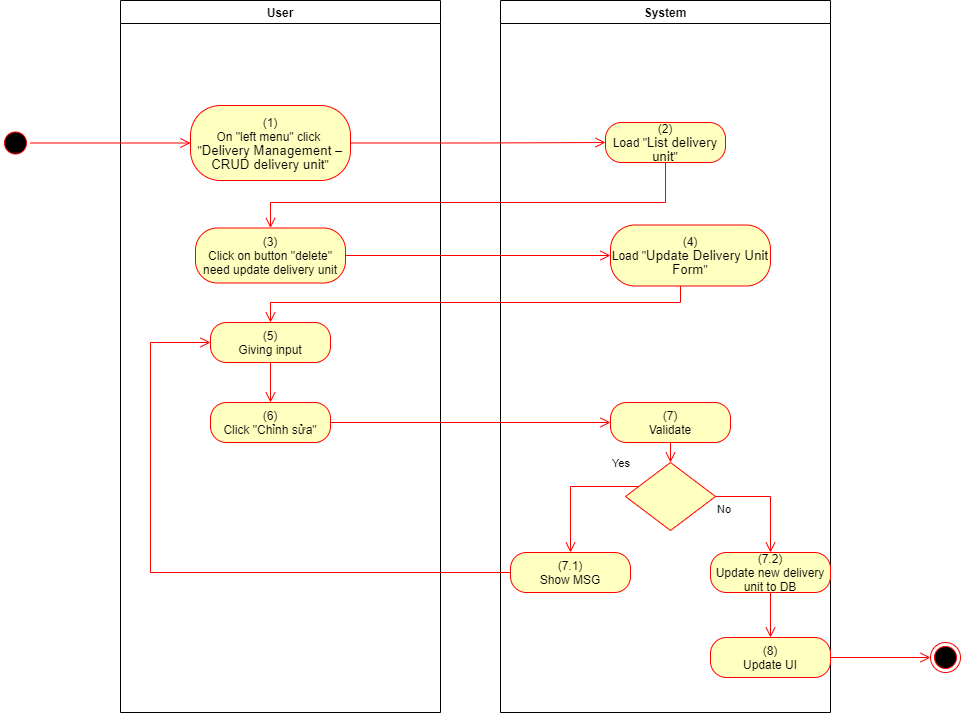 User
System
(1)
On "left menu" click
“Delivery Management –
CRUD delivery unit”
(2)
Load "List delivery
unit"
(3)
Click on button "delete"
need update delivery unit
(4)
Load "Update Delivery Unit
Form"
(5)
Giving input
(6)
Click "Chỉnh sửa"
(7)
Validate
Yes
No
(7.1)
Show MSG
(7.2)
Update new delivery
unit to DB
(8)
Update UI